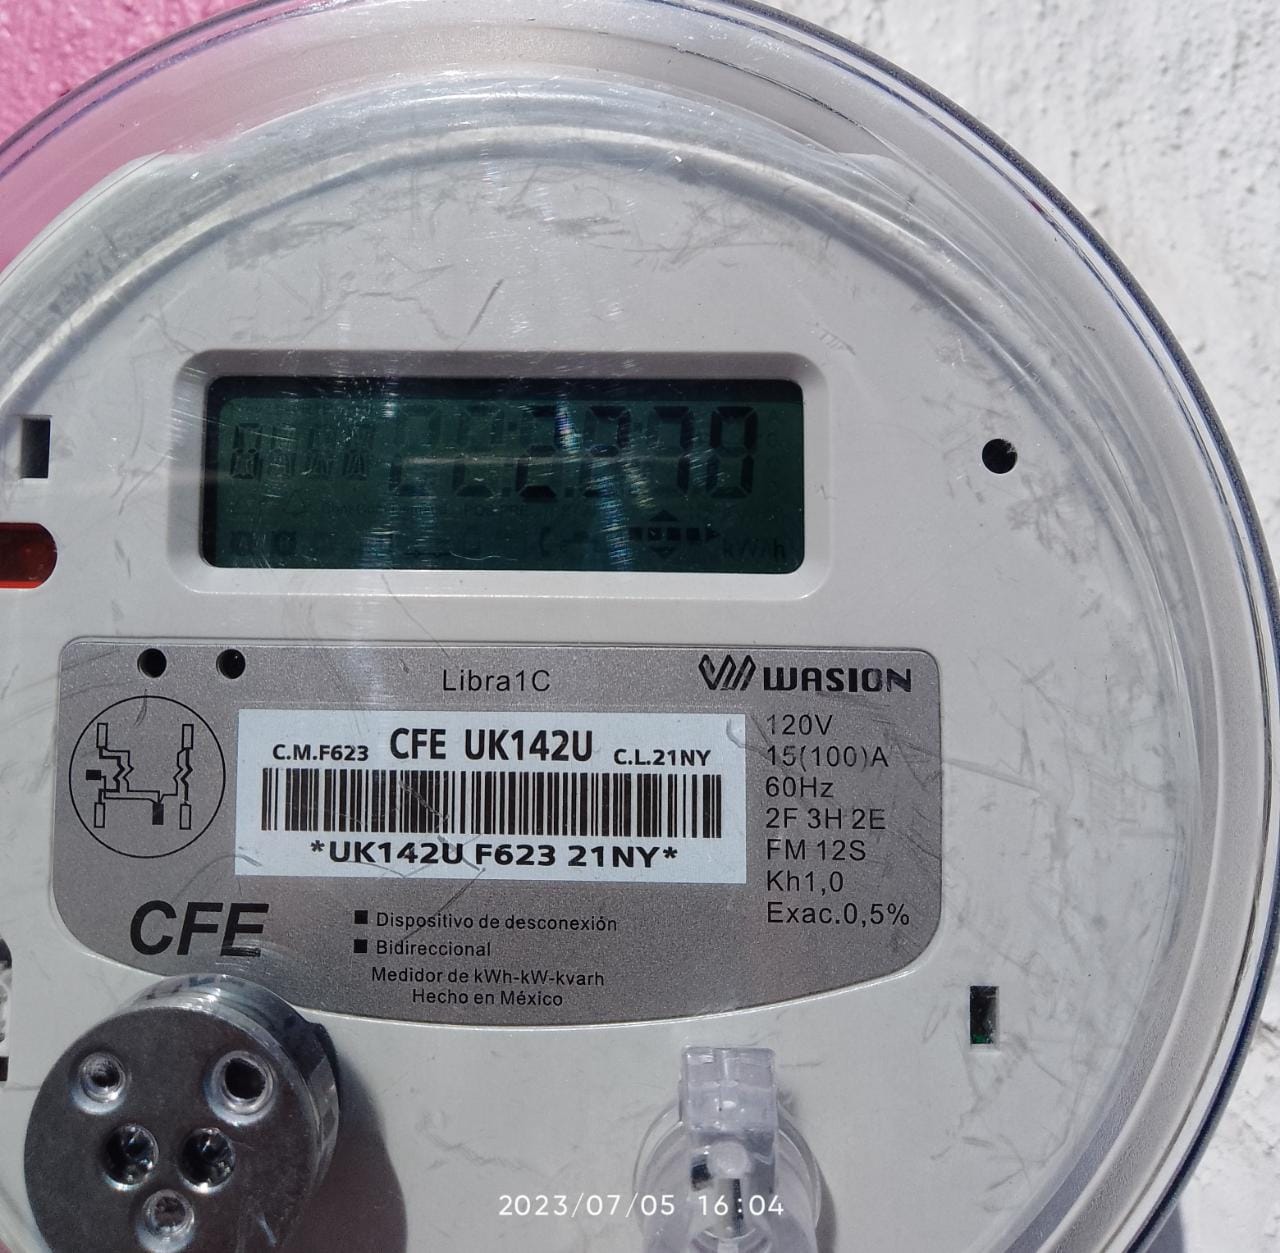 kWh
Libra1C
WASION
C.M.F623 CFE UK142U C.L.21NY
*UK142U F623 21NY*
120V
15(100)A
60Hz
2F 3H 2E
FM 12S
Kh1,0
Exac.0,5%
CFE
Dispositivo de desconexión
Bidireccional
Medidor de kWh-kW-kvarh
Hecho en México
2023/07/05 16:04